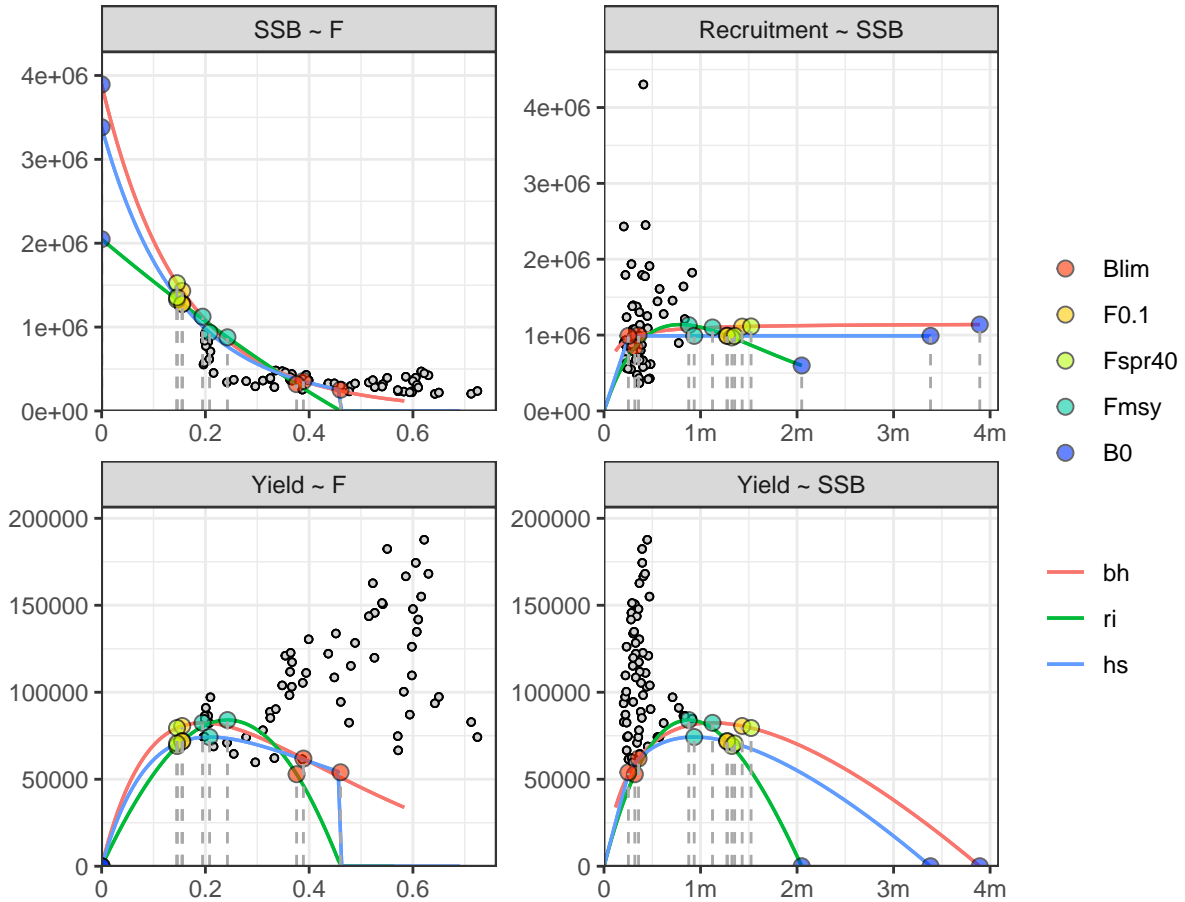 SSB ~ F
4e+06
3e+06
2e+06
1e+06
0e+00
0
0.2
0.4
0.6
Recruitment ~ SSB
4e+06
3e+06
2e+06
1e+06
0e+00
0
1m
2m
3m
4m
Yield ~ F
200000
150000
100000
50000
0
0
0.2
0.4
0.6
Yield ~ SSB
200000
150000
100000
50000
0
0
1m
2m
3m
4m
Blim
F0.1
Fspr40
Fmsy
B0
bh
ri
hs